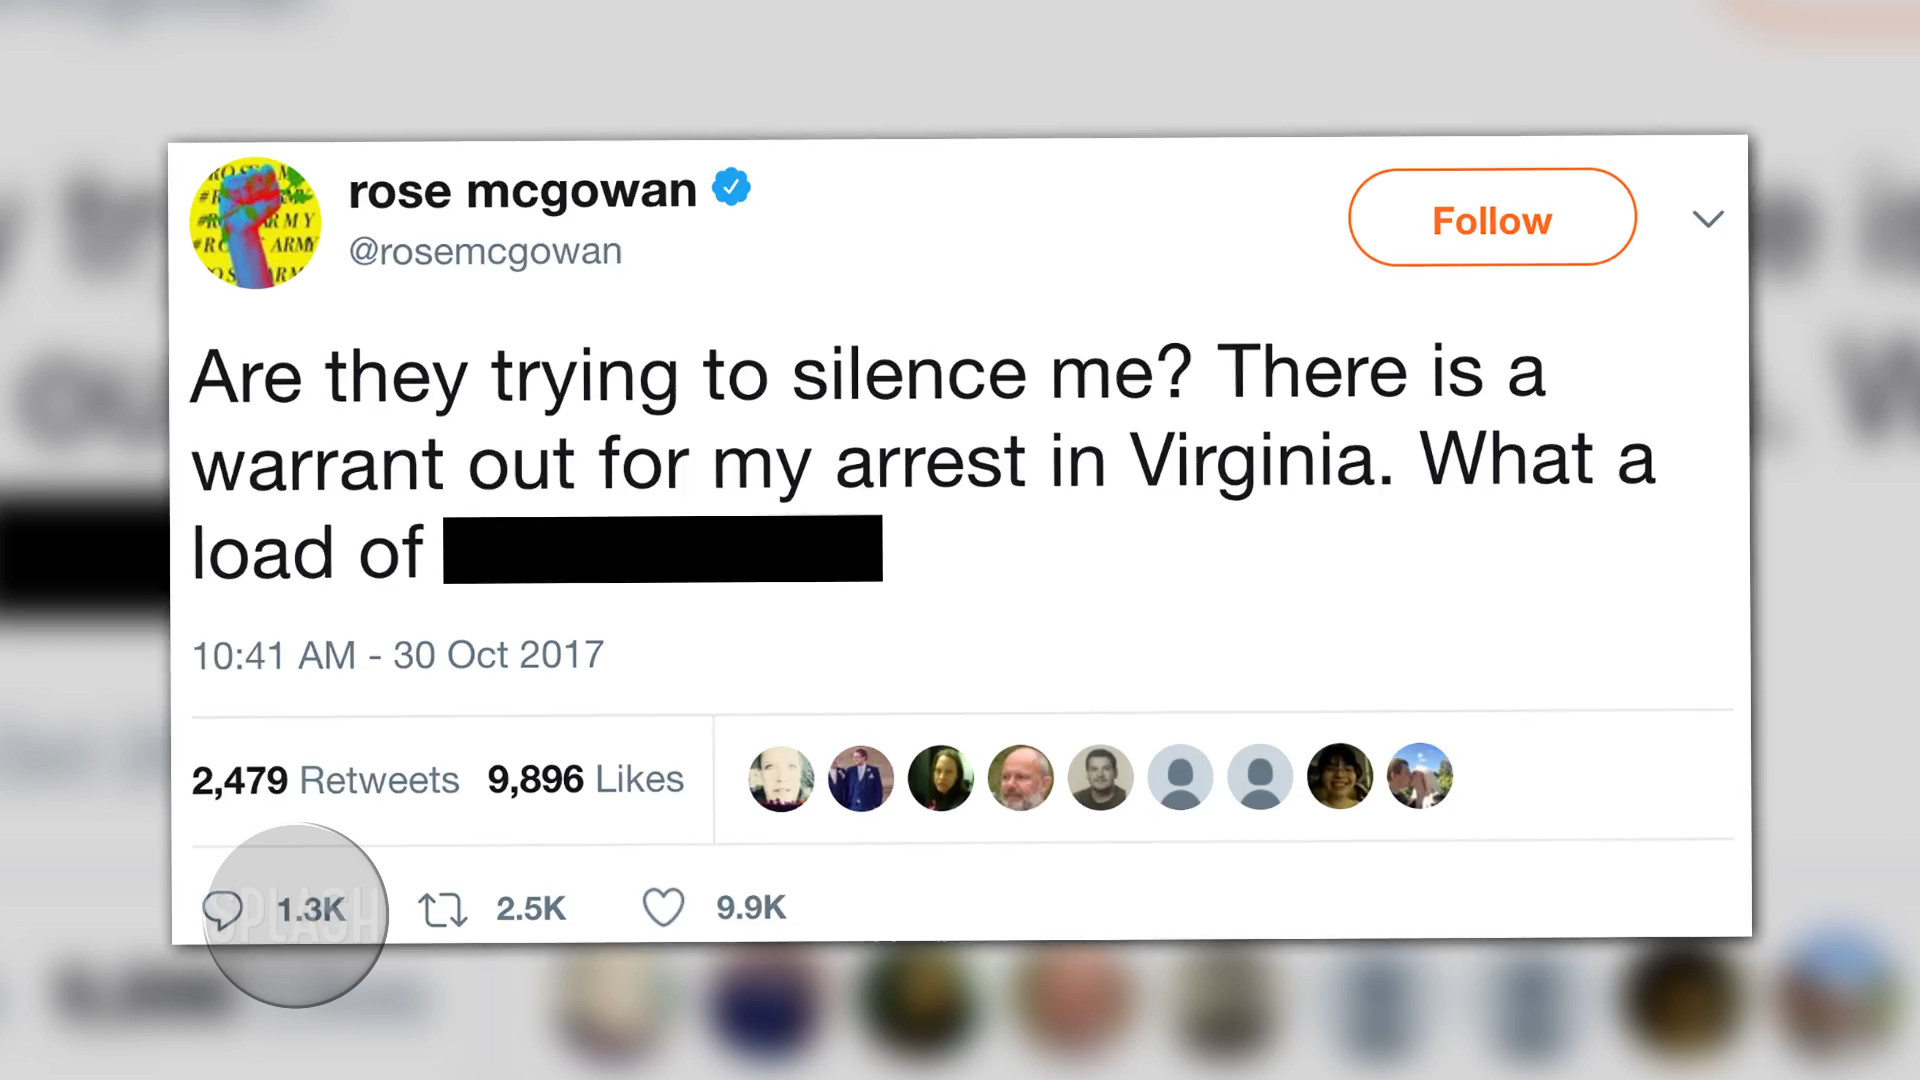 rose mcgowan
@rosemcgowan
Follow
Are they trying to silence me? There is a
warrant out for my arrest in Virginia. What a
load of
10:41 AM - 30 Oct 2017
2,479 Retweets 9,896 Likes
1.3K 2.5K 9.9K
SPLASH